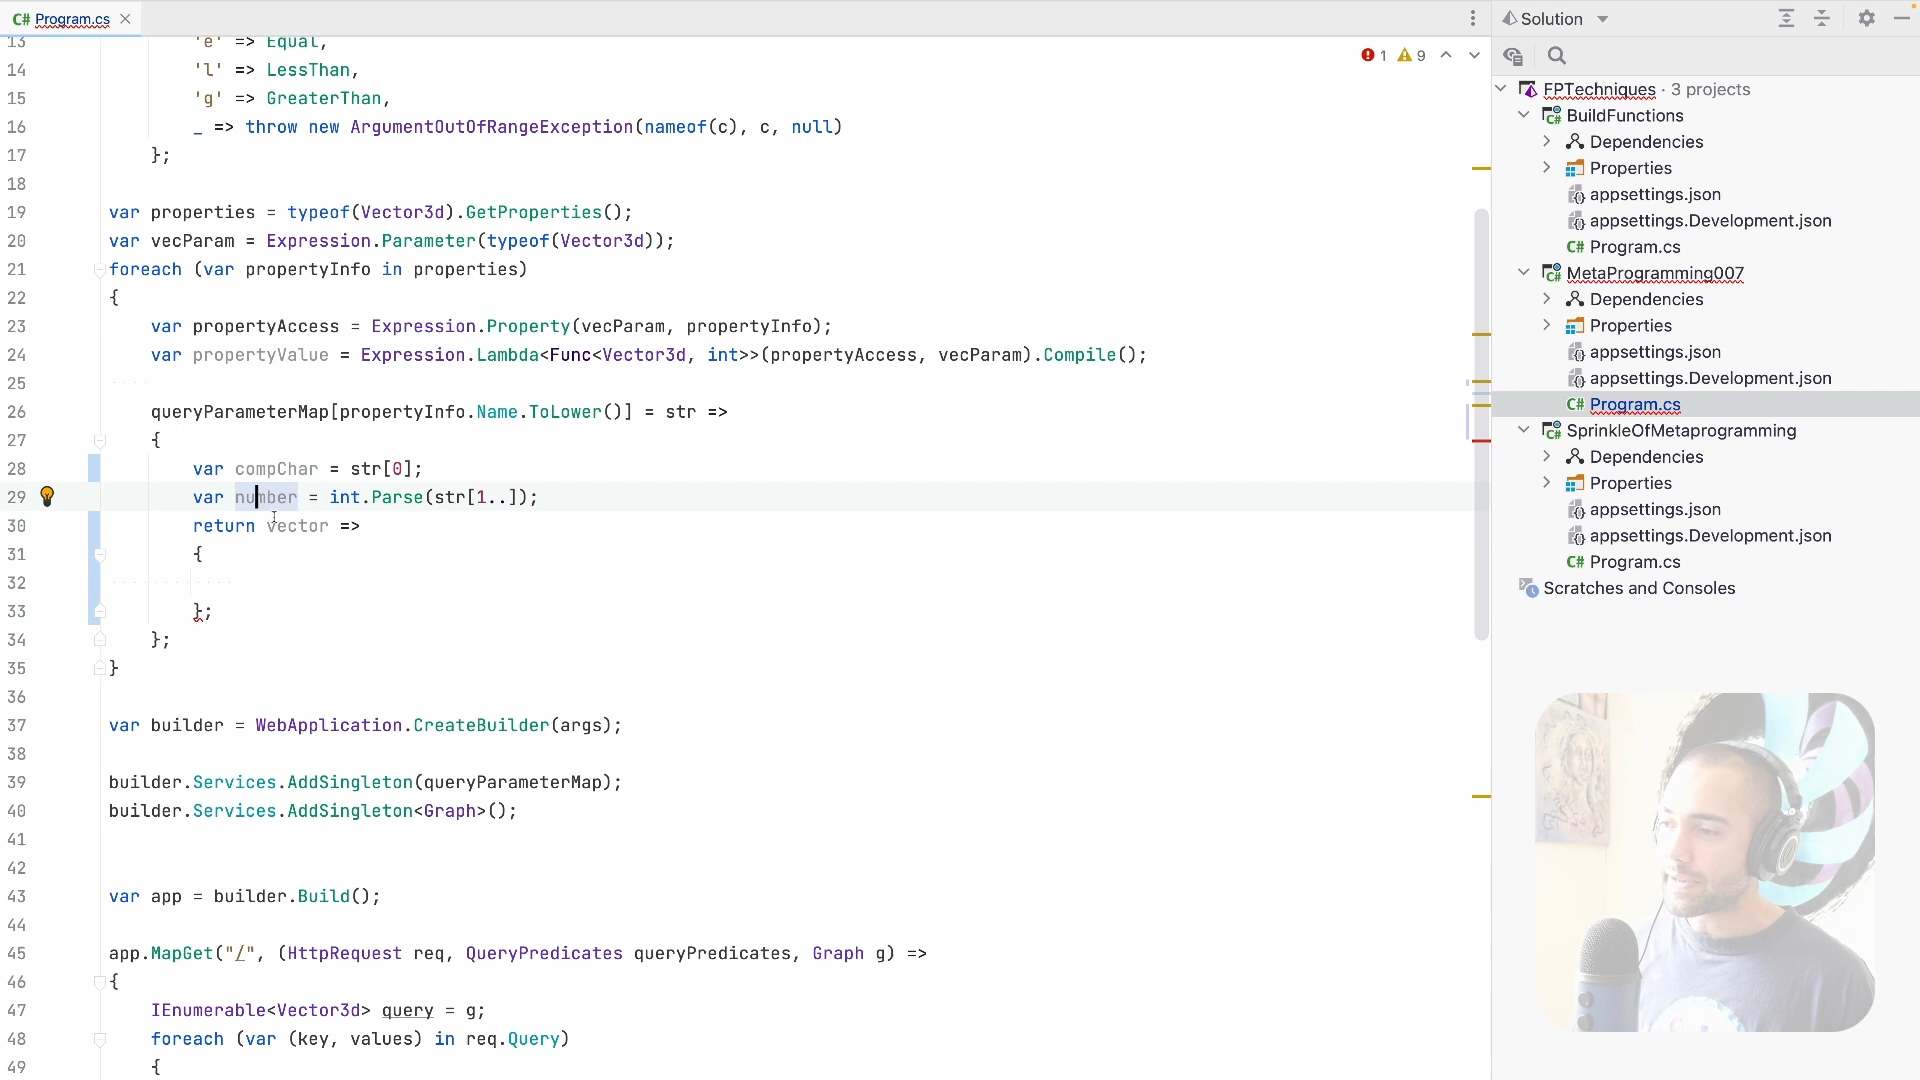 C# Program.cs
Solution
1 9
13 'e' => Equal,
14 'l' => LessThan,
15 'g' => GreaterThan,
16 _ => throw new ArgumentOutOfRangeException(nameof(c), c, null)
17 };
18
19 var properties = typeof(Vector3d).GetProperties();
20 var vecParam = Expression.Parameter(typeof(Vector3d));
21 foreach (var propertyInfo in properties)
22 {
23 var propertyAccess = Expression.Property(vecParam, propertyInfo);
24 var propertyValue = Expression.Lambda<Func<Vector3d, int>>(propertyAccess, vecParam).Compile();
25
26 queryParameterMap[propertyInfo.Name.ToLower()] = str =>
27 {
28 var compChar = str[0];
29 var number = int.Parse(str[1..]);
30 return vector =>
31 {
32
33 };
34 };
35 }
36
37 var builder = WebApplication.CreateBuilder(args);
38
39 builder.Services.AddSingleton(queryParameterMap);
40 builder.Services.AddSingleton<Graph>();
41
42
43 var app = builder.Build();
44
45 app.MapGet("/", (HttpRequest req, QueryPredicates queryPredicates, Graph g) =>
46 {
47 IEnumerable<Vector3d> query = g;
48 foreach (var (key, values) in req.Query)
49 {
FPTechniques · 3 projects
C# BuildFunctions
Dependencies
Properties
appsettings.json
appsettings.Development.json
C# Program.cs
C# MetaProgramming007
Dependencies
Properties
appsettings.json
appsettings.Development.json
C# Program.cs
C# SprinkleOfMetaprogramming
Dependencies
Properties
appsettings.json
appsettings.Development.json
C# Program.cs
Scratches and Consoles